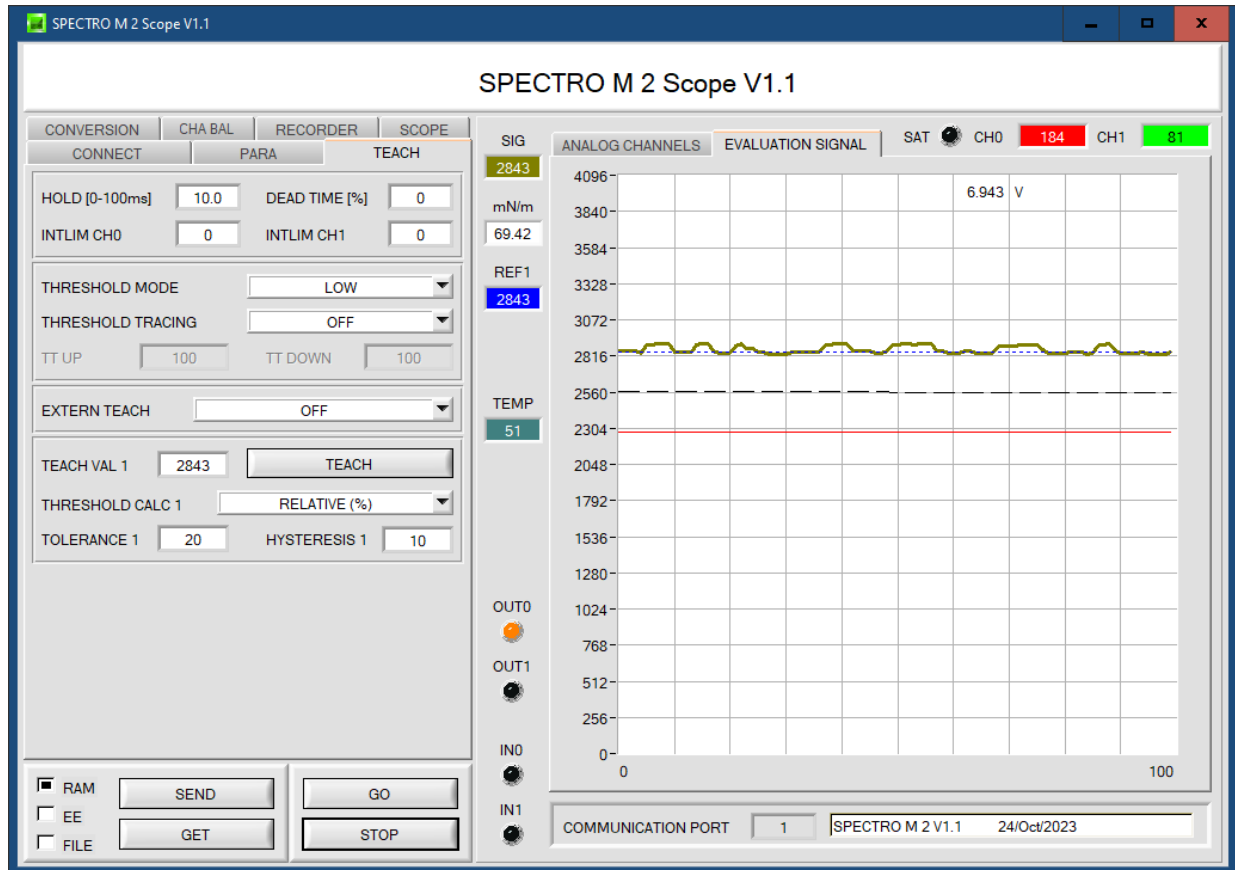 SPECTRO M 2 Scope V1.1
SPECTRO M 2 Scope V1.1
CONVERSION CHA BAL RECORDER SCOPE
CONNECT PARA TEACH
HOLD [0-100ms] 10.0 DEAD TIME [%] 0
INTLIM CH0 0 INTLIM CH1 0
THRESHOLD MODE LOW
THRESHOLD TRACING OFF
TT UP 100 TT DOWN 100
EXTERN TEACH OFF
TEACH VAL 1 2843 TEACH
THRESHOLD CALC 1 RELATIVE (%)
TOLERANCE 1 20 HYSTERESIS 1 10
RAM
EE
FILE
SEND
GET
GO
STOP
SIG
2843
mN/m
69.42
REF1
2843
TEMP
51
OUT0
OUT1
IN0
IN1
ANALOG CHANNELS EVALUATION SIGNAL SAT CH0 184 CH1 81
6.943 V
4096
3840
3584
3328
3072
2816
2560
2304
2048
1792
1536
1280
1024
768
512
256
0
0 100
COMMUNICATION PORT 1 SPECTRO M 2 V1.1 24/Oct/2023